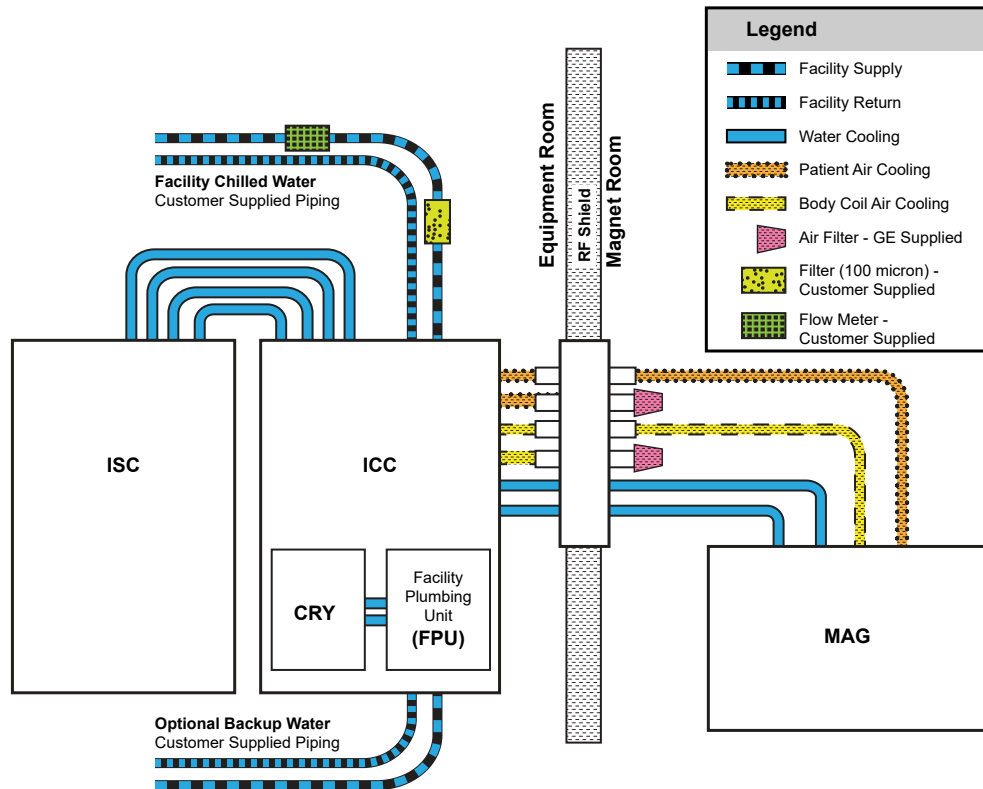 Legend
Facility Supply
Facility Return
Water Cooling
Patient Air Cooling
Body Coil Air Cooling
Air Filter - GE Supplied
Filter (100 micron) -
Customer Supplied
Flow Meter -
Customer Supplied
Equipment Room
RF Shield
Magnet Room
Facility Chilled Water
Customer Supplied Piping
ISC
ICC
CRY
Facility
Plumbing
Unit
(FPU)
MAG
Optional Backup Water
Customer Supplied Piping